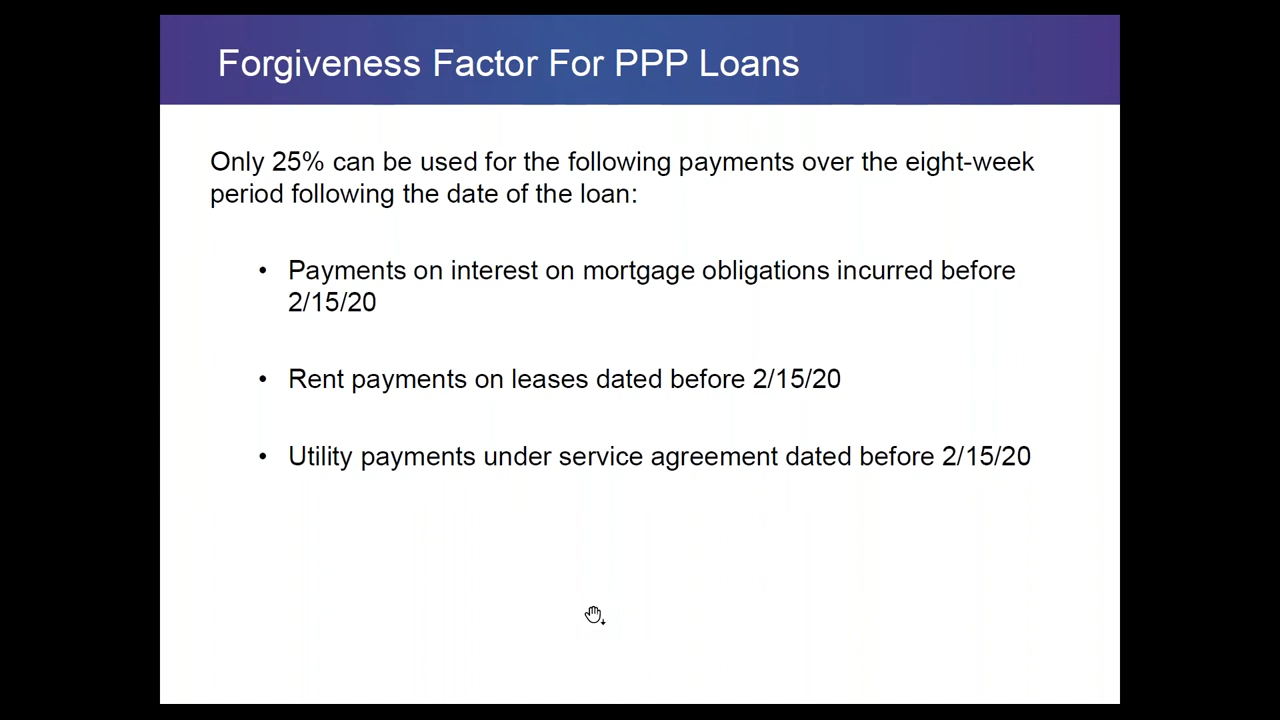 Forgiveness Factor For PPP Loans
Only 25% can be used for the following payments over the eight-week
period following the date of the loan:
• Payments on interest on mortgage obligations incurred before
2/15/20
• Rent payments on leases dated before 2/15/20
• Utility payments under service agreement dated before 2/15/20